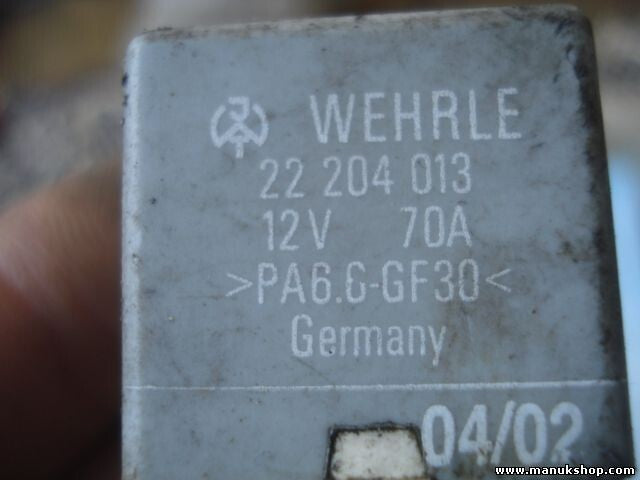 WEHRLE
22 204 013
12V 70A
>PA6.6-GF30<
Germany
04/02
www.manukshop.com